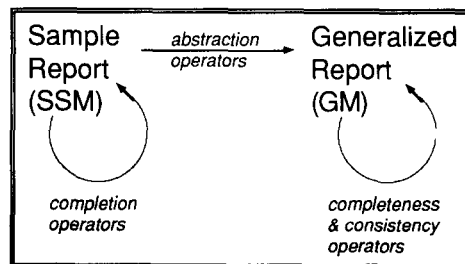 Sample
Report
(SSM)
abstraction
operators
Generalized
Report
(GM)
completion
operators
completeness
& consistency
operators